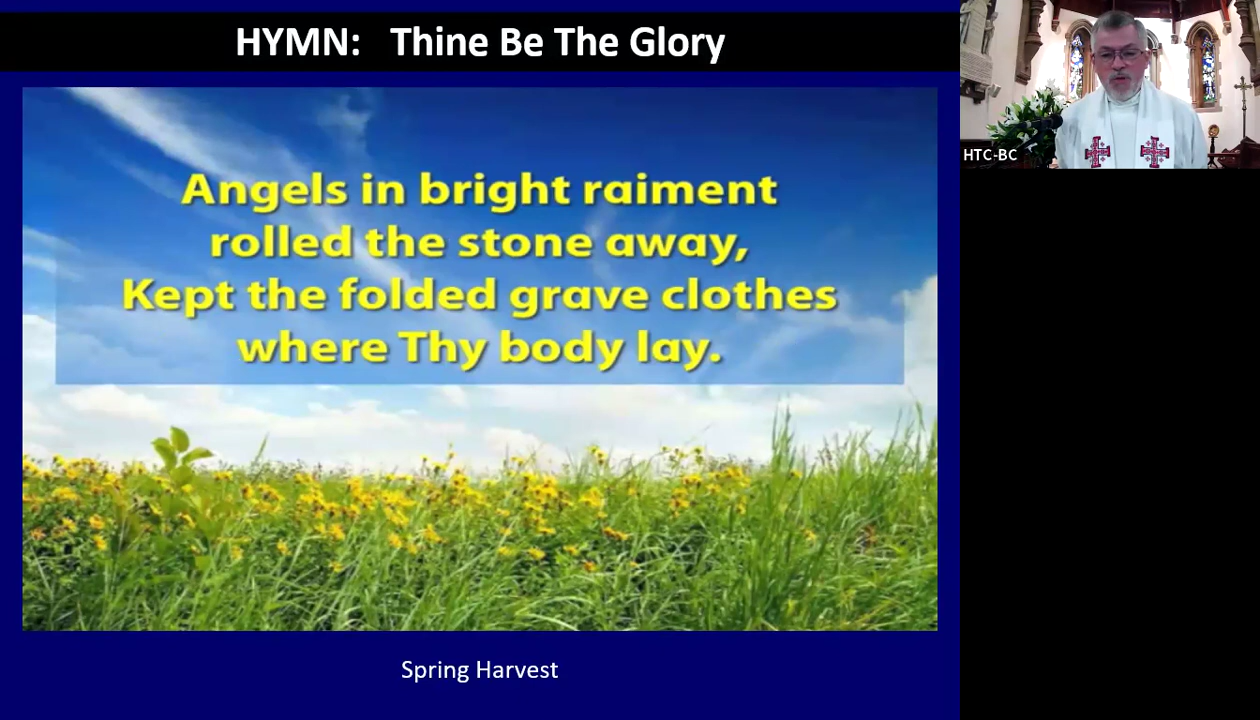 HYMN:   Thine Be The Glory
Angels in bright raiment
rolled the stone away,
Kept the folded grave clothes
where Thy body lay.
Spring Harvest
HTC-BC